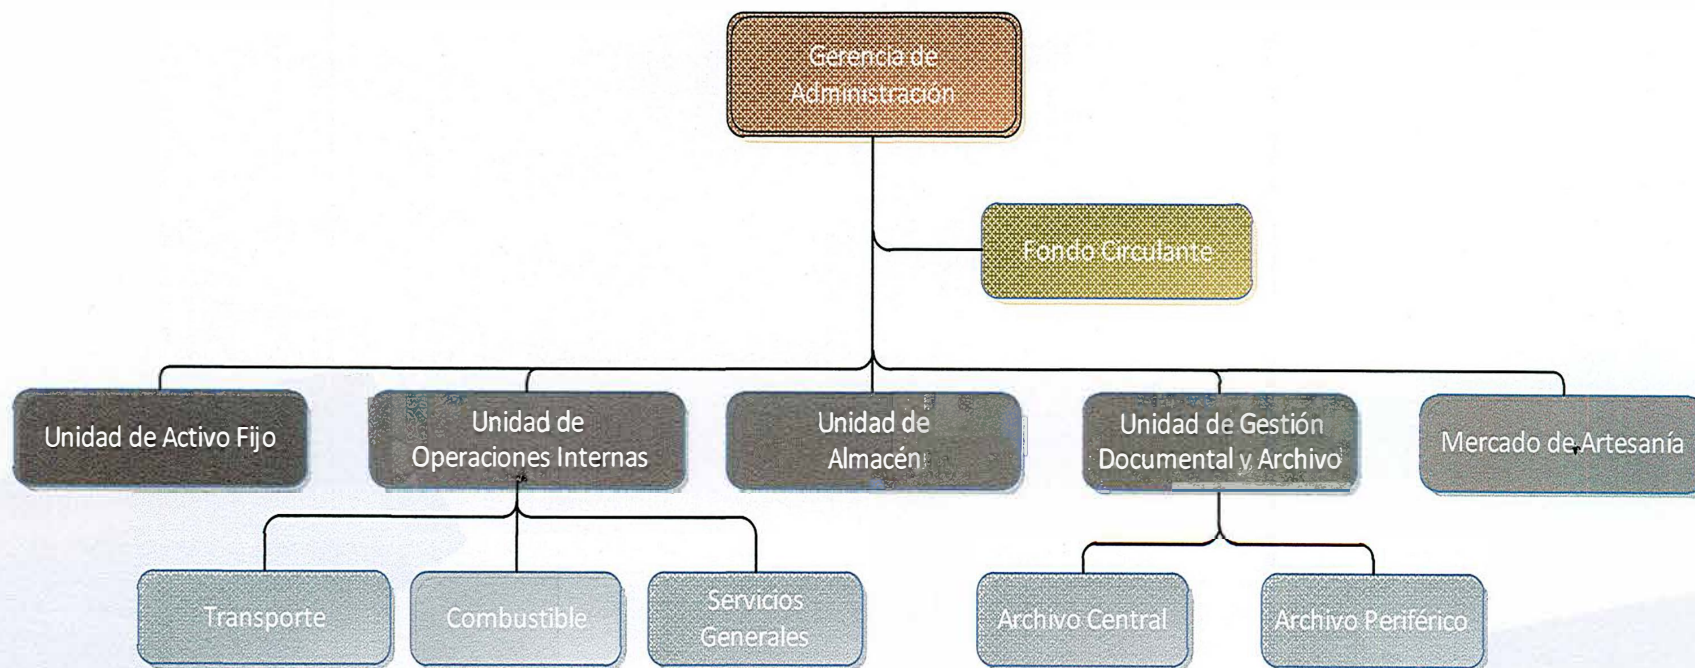 Gerencia de
Administración
Fondo Circulante
Unidad de Activo Fijo
Unidad de
Operaciones Internas
Unidad de
Almacén
Unidad de Gestión
Documental y Archivo
Mercado de Artesanía
Transporte
Combustible
Servicios
Generales
Archivo Central
Archivo Periférico